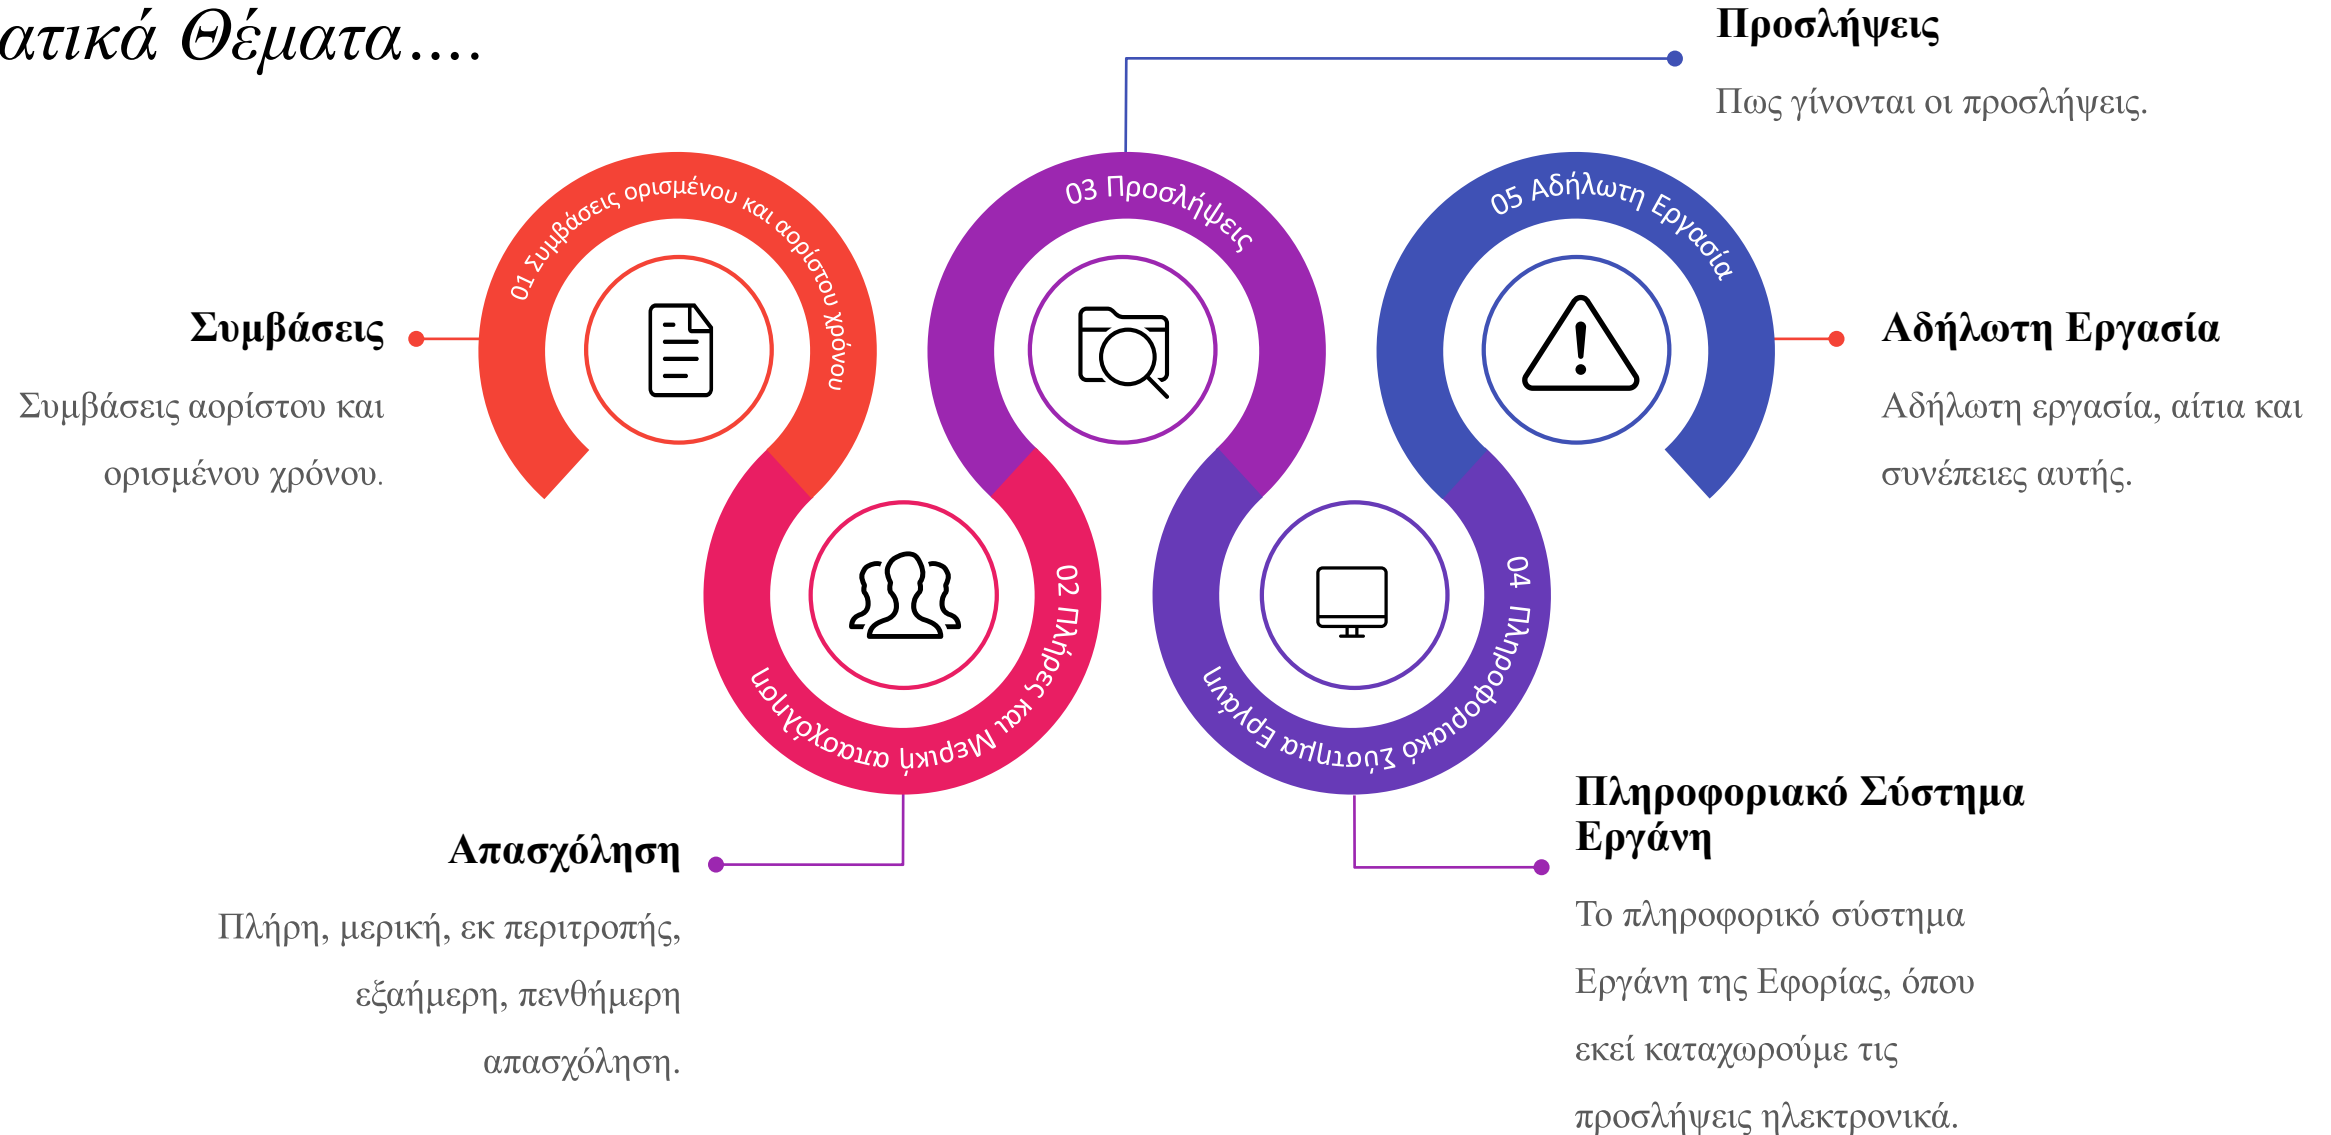 ατικά Θέματα....
Προσλήψεις
Πως γίνονται οι προσλήψεις.
01 Συμβάσεις ορισμένου και αορίστου χρόνου
03 Προσλήψεις
05 Αδήλωτη Εργασία
Συμβάσεις
Συμβάσεις αορίστου και
ορισμένου χρόνου.
Αδήλωτη Εργασία
Αδήλωτη εργασία, αίτια και
συνέπειες αυτής.
02 Πλήρες και Μερική απασχόληση
04 Πληροφοριακό Σύστημα Εργάνη
Απασχόληση
Πλήρη, μερική, εκ περιτροπής,
εξαήμερη, πενθήμερη
απασχόληση.
Πληροφοριακό Σύστημα
Εργάνη
Το πληροφορικό σύστημα
Εργάνη της Εφορίας, όπου
εκεί καταχωρούμε τις
προσλήψεις ηλεκτρονικά.